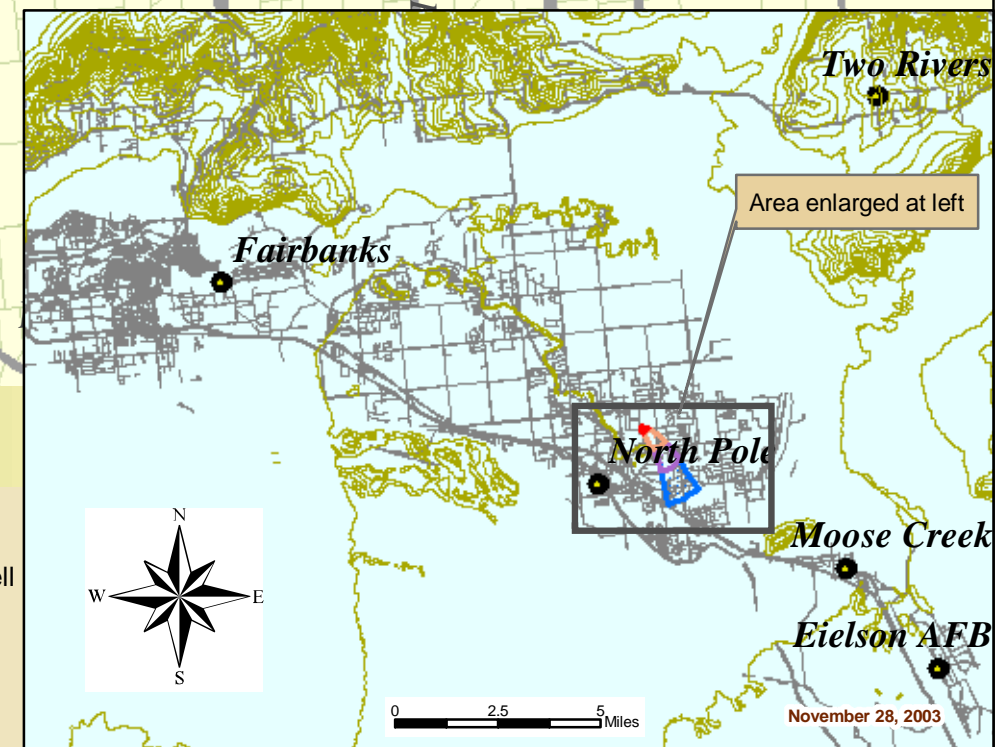 Two Rivers
Area enlarged at left
Fairbanks
North Pole
Moose Creek
ell
N
W E
S
Eielson AFB
0 2.5 5 Miles
November 28, 2003